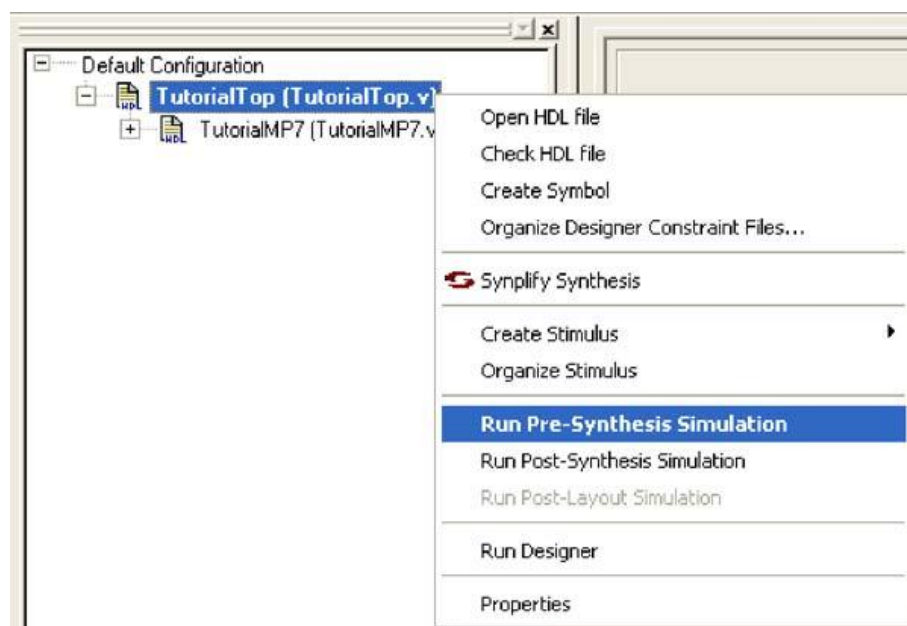 Default Configuration
TutorialTop (TutorialTop.v)
HDL
TutorialMP7 (TutorialMP7.v
HDL
Open HDL file
Check HDL file
Create Symbol
Organize Designer Constraint Files...
Synplify Synthesis
Create Stimulus
Organize Stimulus
Run Pre-Synthesis Simulation
Run Post-Synthesis Simulation
Run Post-Layout Simulation
Run Designer
Properties